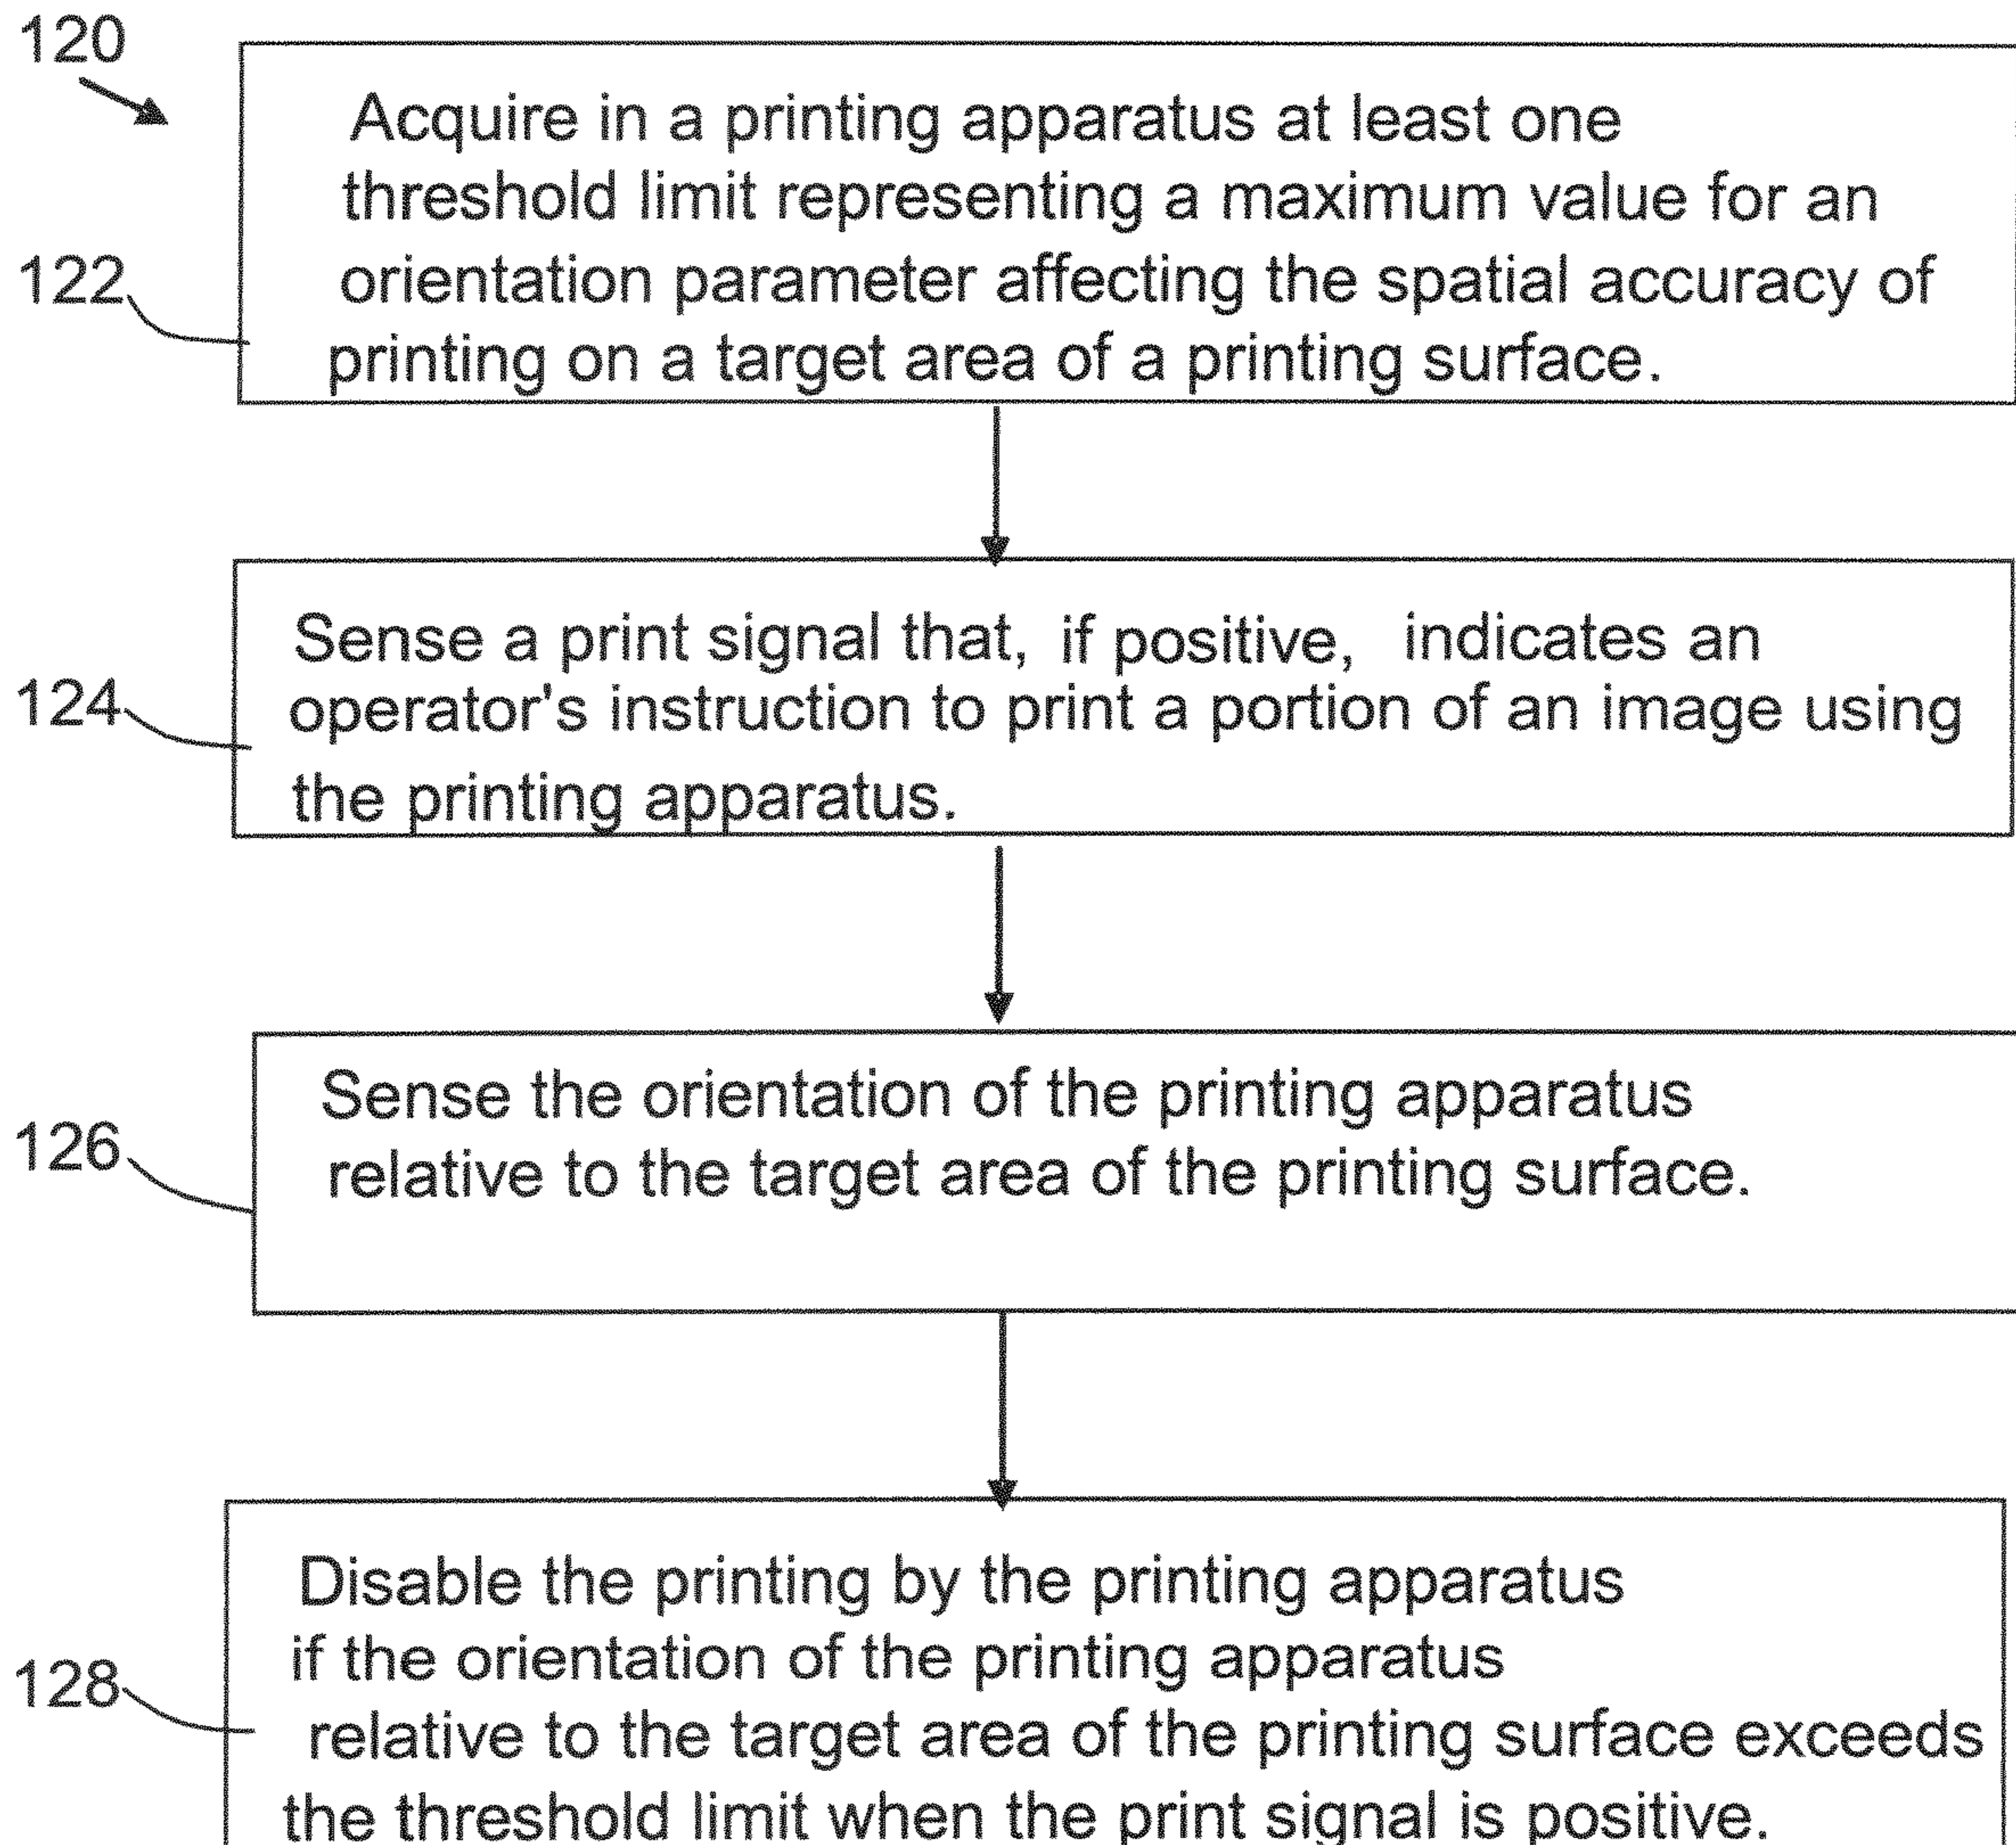 120
Acquire in a printing apparatus at least one
threshold limit representing a maximum value for an
122
orientation parameter affecting the spatial accuracy of
printing on a target area of a printing surface.
Sense a print signal that, if positive, indicates an
124
operator's instruction to print a portion of an image using
the printing apparatus.
Sense the orientation of the printing apparatus
126
relative to the target area of the printing surface.
Disable the printing by the printing apparatus
if the orientation of the printing apparatus
128
relative to the target area of the printing surface exceeds
the threshold limit when the print signal is positive.